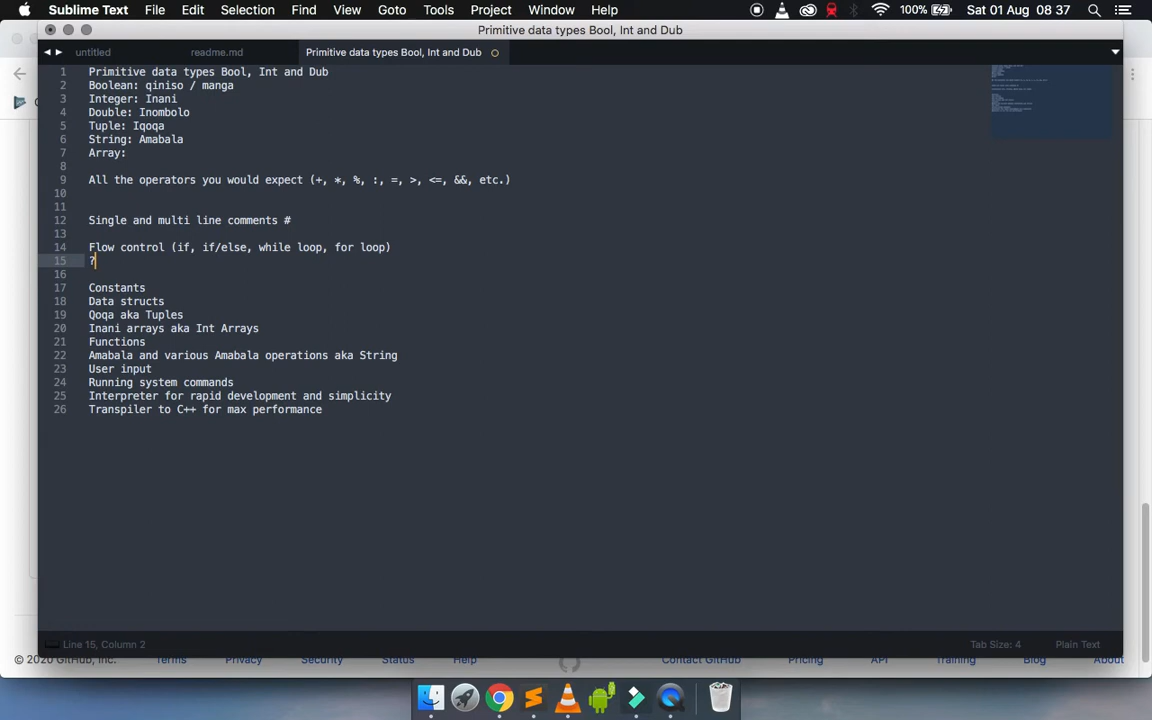 Sublime Text File Edit Selection Find View Goto Tools Project Window Help 100% Sat 01 Aug 08 37
Primitive data types Bool, Int and Dub
untitled readme.md Primitive data types Bool, Int and Dub
1 Primitive data types Bool, Int and Dub
2 Boolean: qiniso / manga
3 Integer: Inani
4 Double: Inombolo
5 Tuple: Iqoqa
6 String: Amabala
7 Array:
8
9 All the operators you would expect (+, *, %, :, =, >, <=, &&, etc.)
10
11
12 Single and multi line comments #
13
14 Flow control (if, if/else, while loop, for loop)
15 ?
16
17 Constants
18 Data structs
19 Qoqa aka Tuples
20 Inani arrays aka Int Arrays
21 Functions
22 Amabala and various Amabala operations aka String
23 User input
24 Running system commands
25 Interpreter for rapid development and simplicity
26 Transpiler to C++ for max performance
Line 15, Column 2 Tab Size: 4 Plain Text
© 2020 GitHub, Inc. Terms Privacy Security Status Help Contact GitHub Pricing API Training Blog About